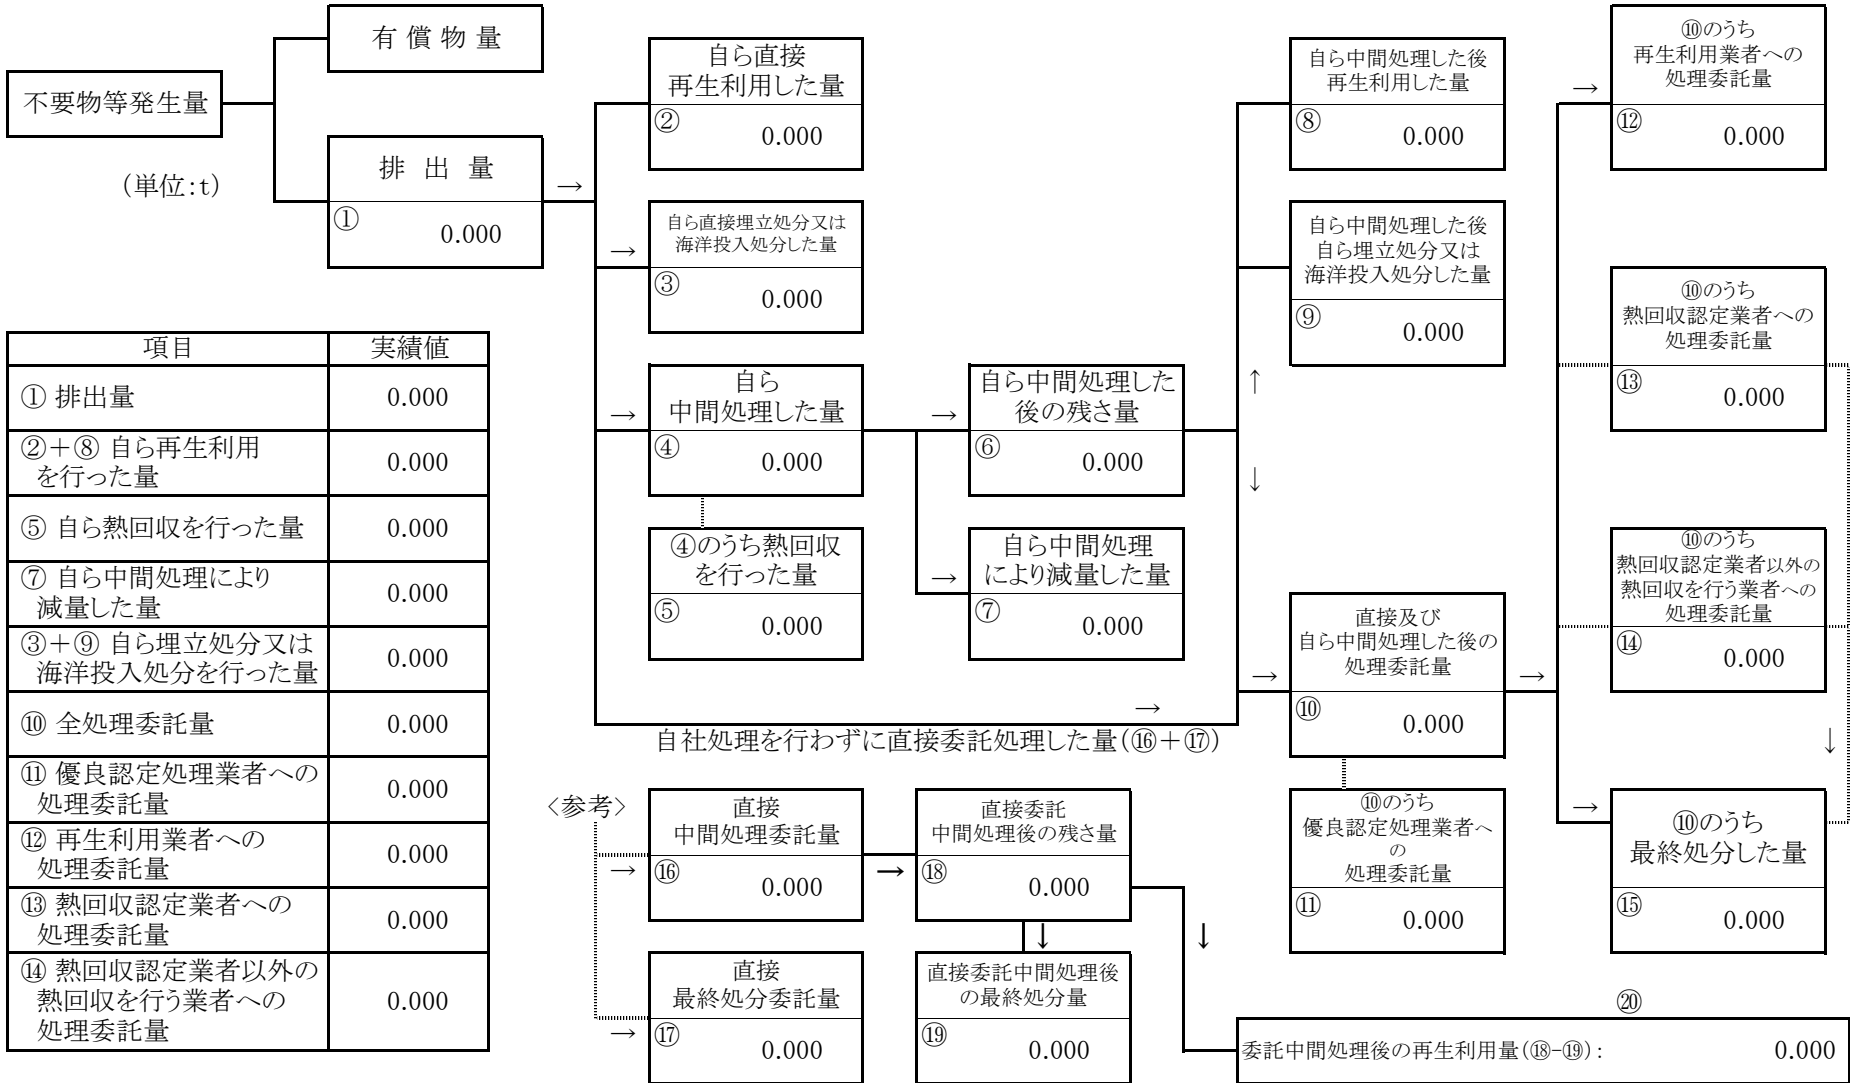 不要物等発生量
(単位:t)
有 償 物 量
排 出 量
①
0.000
→
自ら直接
再生利用した量
②
0.000
→
自ら直接埋立処分又は
海洋投入処分した量
③
0.000
→
自ら
中間処理した量
④
0.000
④のうち熱回収
を行った量
⑤
0.000
→
自ら中間処理した
後の残さ量
⑥
0.000
→
自ら中間処理
により減量した量
⑦
0.000
↑
↓
自ら中間処理した後
再生利用した量
⑧
0.000
自ら中間処理した後
自ら埋立処分又は
海洋投入処分した量
⑨
0.000
→
自社処理を行わずに直接委託処理した量(⑯+⑰)
→
直接及び
自ら中間処理した後の
処理委託量
⑩
0.000
⑩のうち
優良認定処理業者へ
の
処理委託量
⑪
0.000
→
→
⑩のうち
再生利用業者への
処理委託量
⑫
0.000
⑩のうち
熱回収認定業者への
処理委託量
⑬
0.000
⑩のうち
熱回収認定業者以外の
熱回収を行う業者への
処理委託量
⑭
0.000
↓
→
⑩のうち
最終処分した量
⑮
0.000
項目 実績値
① 排出量 0.000
②+⑧ 自ら再生利用
を行った量 0.000
⑤ 自ら熱回収を行った量 0.000
⑦ 自ら中間処理により
減量した量 0.000
③+⑨ 自ら埋立処分又は
海洋投入処分を行った量 0.000
⑩ 全処理委託量 0.000
⑪ 優良認定処理業者への
処理委託量 0.000
⑫ 再生利用業者への
処理委託量 0.000
⑬ 熱回収認定業者への
処理委託量 0.000
⑭ 熱回収認定業者以外の
熱回収を行う業者への
処理委託量 0.000
<参考>
→
直接
中間処理委託量
⑯
0.000
→
直接委託
中間処理後の残さ量
⑱
0.000
↓
↓
→
直接
最終処分委託量
⑰
0.000
直接委託中間処理後
の最終処分量
⑲
0.000
⑳
委託中間処理後の再生利用量(⑱-⑲): 0.000